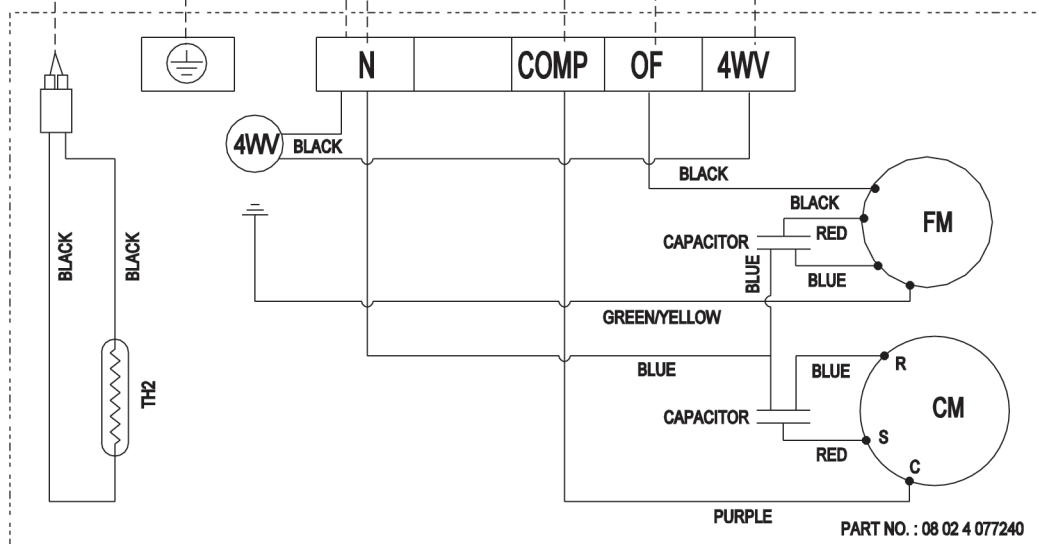 N COMP OF 4WV
4WV
BLACK
BLACK
BLACK
CAPACITOR
RED
FM
BLUE
BLUE
BLACK
BLACK
GREEN/YELLOW
BLUE
BLUE
R
TH2
CAPACITOR
CM
S
RED
C
PURPLE
PART NO. : 08 02 4 077240